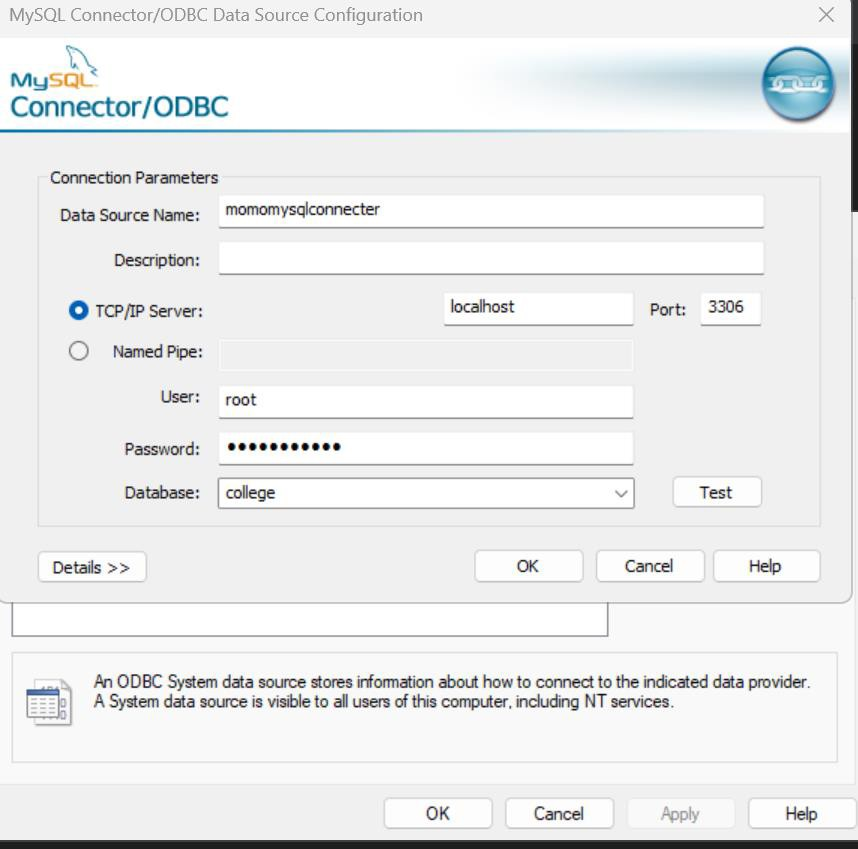 MySQL Connector/ODBC Data Source Configuration
MySQL
Connector/ODBC
Connection Parameters
Data Source Name: momomysqlconnecter
Description:
TCP/IP Server: localhost Port: 3306
Named Pipe:
User: root
Password: ●●●●●●●●●●●
Database: college Test
Details >> OK Cancel Help
An ODBC System data source stores information about how to connect to the indicated data provider.
A System data source is visible to all users of this computer, including NT services.
OK Cancel Apply Help